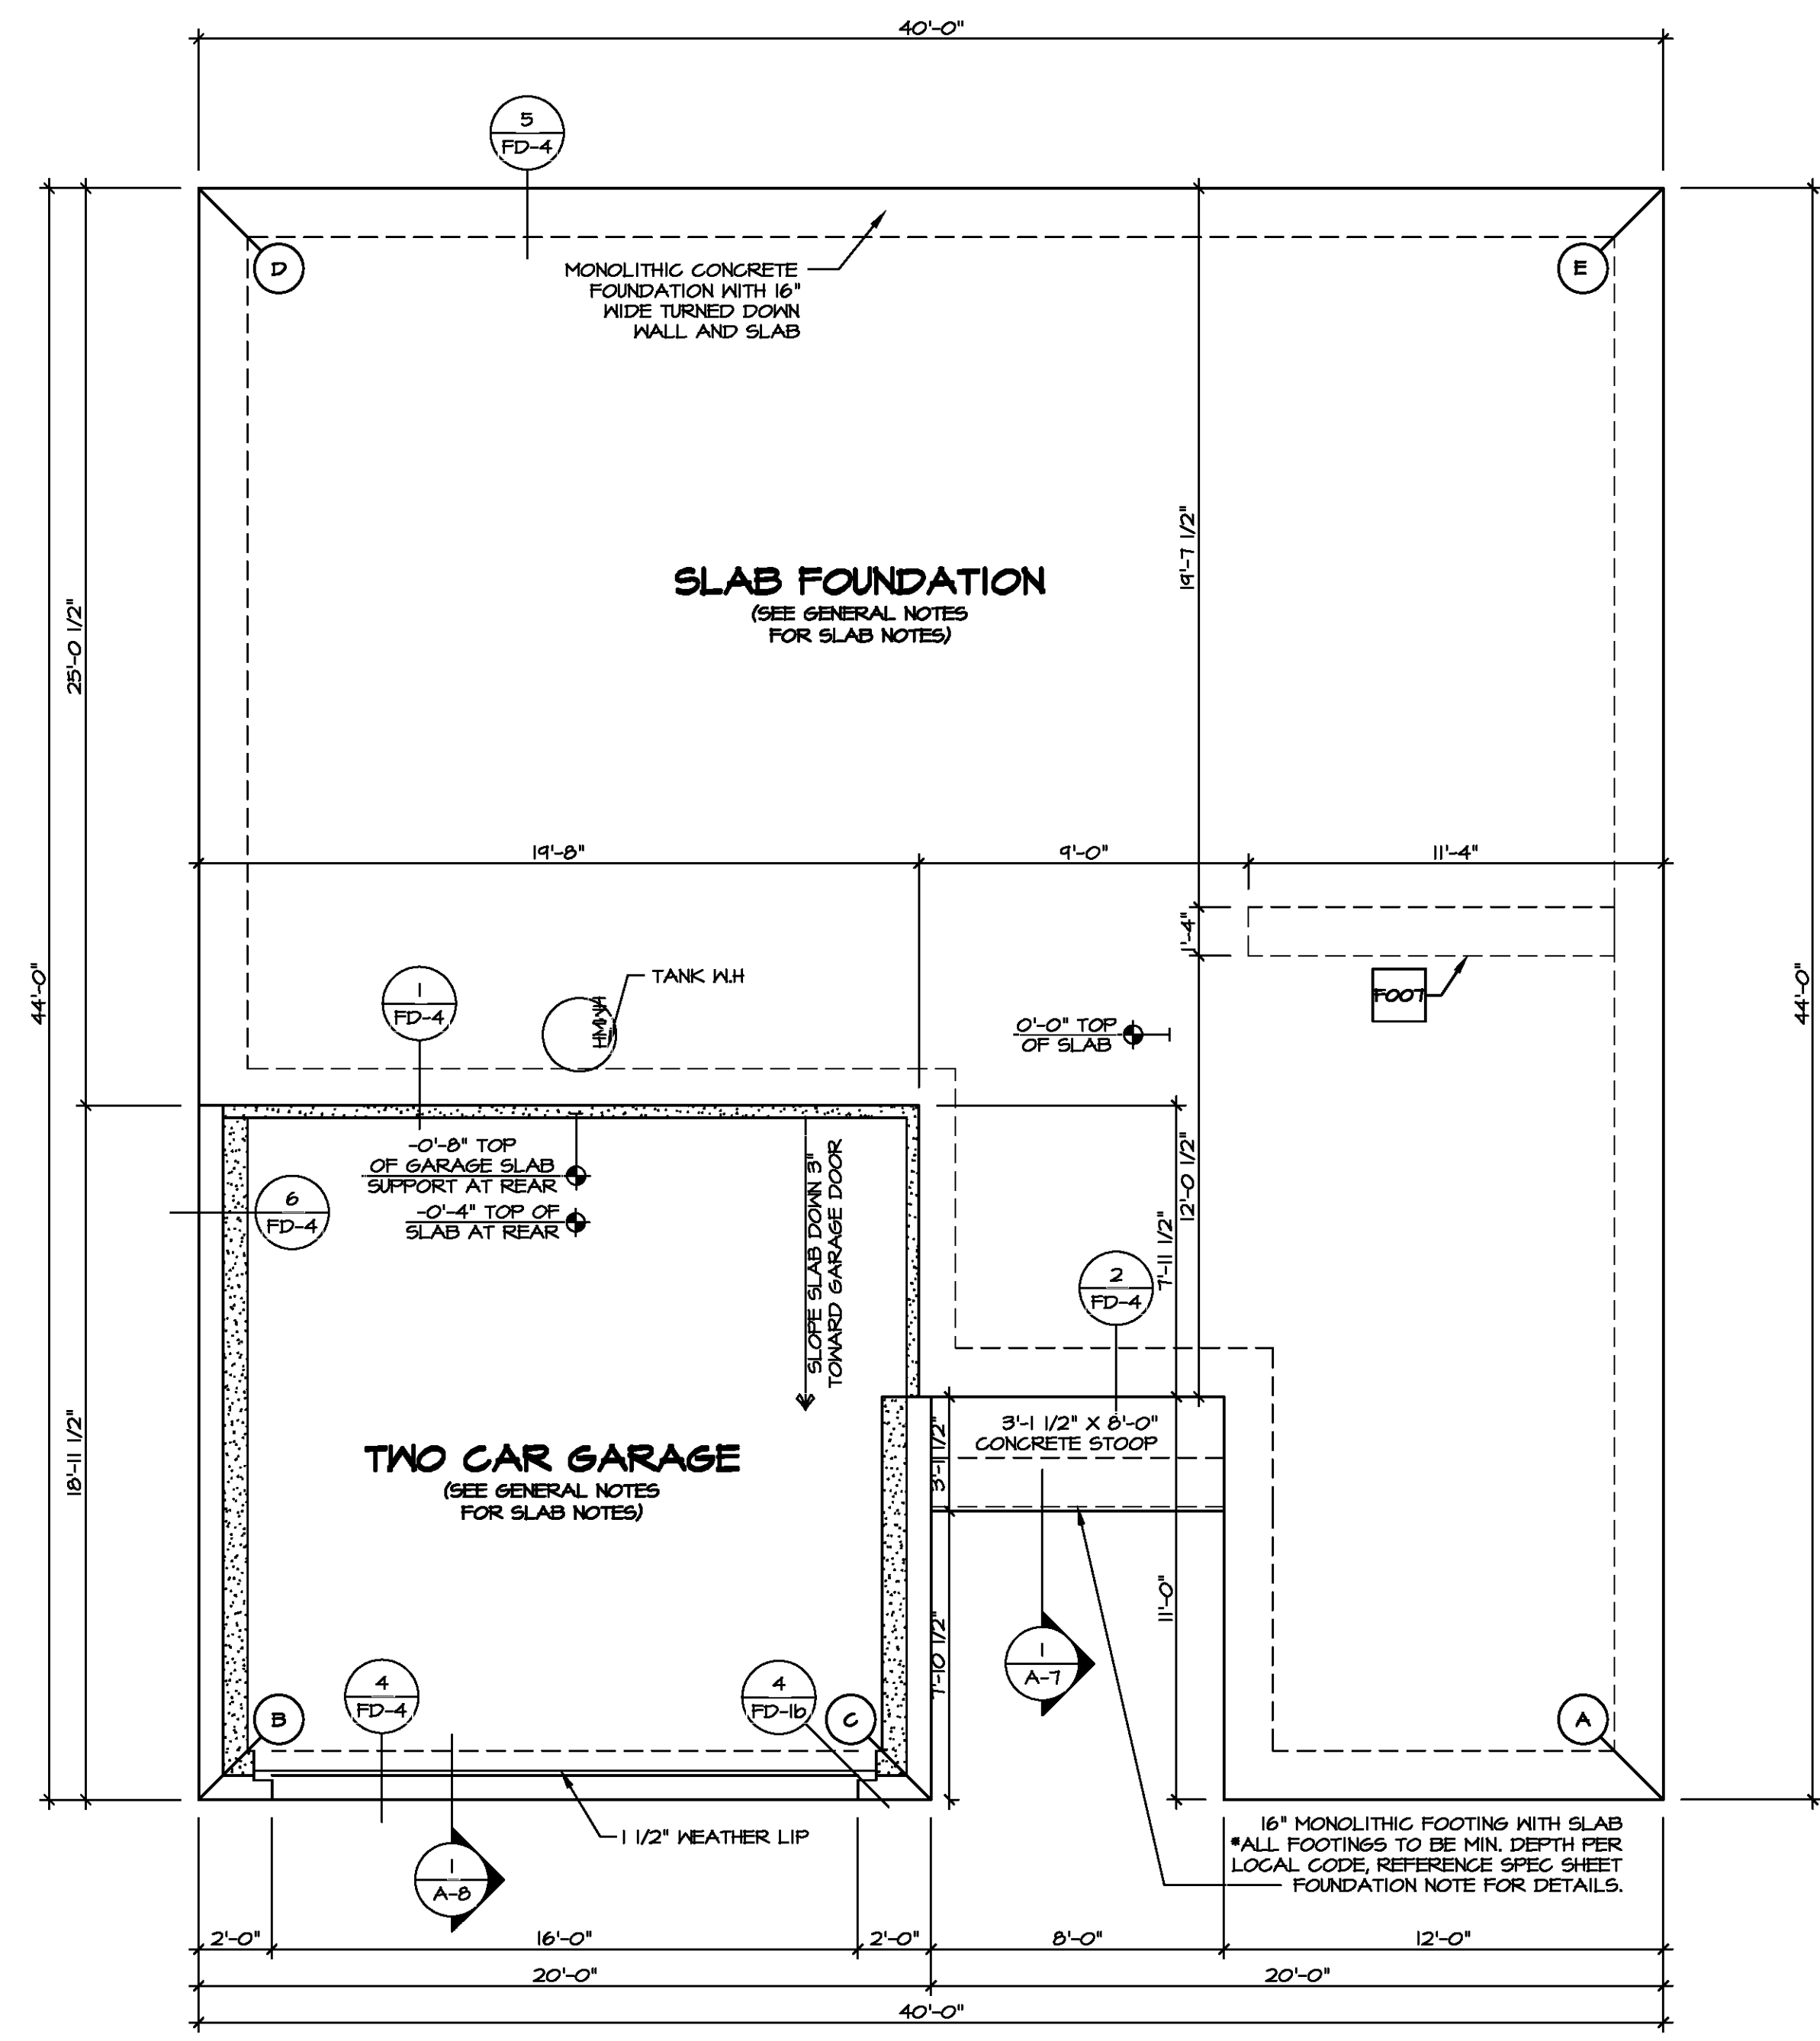 40'-0"
5
FD-4
D
E
MONOLITHIC CONCRETE
FOUNDATION WITH 16"
WIDE TURNED DOWN
WALL AND SLAB
19'-7 1/2"
SLAB FOUNDATION
(SEE GENERAL NOTES
FOR SLAB NOTES)
25'-0 1/2"
19'-8"
9'-0"
11'-4"
1'-4"
44'-0"
44'-0"
1
FD-4
TANK W.H
HWH
0'-0" TOP
OF SLAB
F007
-0'-8" TOP
OF GARAGE SLAB
SUPPORT AT REAR
-0'-4" TOP OF
SLAB AT REAR
6
FD-4
SLOPE SLAB DOWN 3"
TOWARD GARAGE DOOR
12'-0 1/2"
7'-11 1/2"
2
FD-4
18'-11 1/2"
TWO CAR GARAGE
(SEE GENERAL NOTES
FOR SLAB NOTES)
3'-1 1/2"
3'-1 1/2" X 8'-0"
CONCRETE STOOP
11'-0"
7'-10 1/2"
1
A-7
4
FD-4
4
FD-1b
B
C
A
1 1/2" WEATHER LIP
16" MONOLITHIC FOOTING WITH SLAB
*ALL FOOTINGS TO BE MIN. DEPTH PER
LOCAL CODE, REFERENCE SPEC SHEET
FOUNDATION NOTE FOR DETAILS.
1
A-8
2'-0"
16'-0"
2'-0"
8'-0"
12'-0"
20'-0"
20'-0"
40'-0"